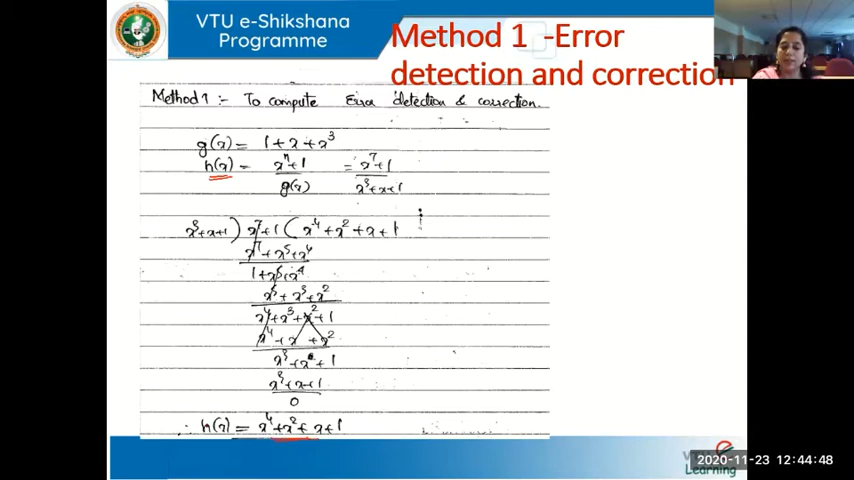 VTU e-Shikshana
Programme
Method 1 -Error
detection and correction
Method 1 :- To compute Error detection & correction.
g(x) = 1 + x + x³
h(x) = xⁿ+1 / g(x) = x⁷+1 / x³+x+1
x³+x+1 ) x⁷+1 ( x⁴+x²+x+1
x⁷+x⁵+x⁴
1+x⁵+x⁴
x⁵+x³+x²
x⁴+x³+x²+1
x⁴+x+x²
x³+x+1
x³+x+1
0
∴ h(x) = x⁴+x²+x+1
2020-11-23 12:44:48
Learning